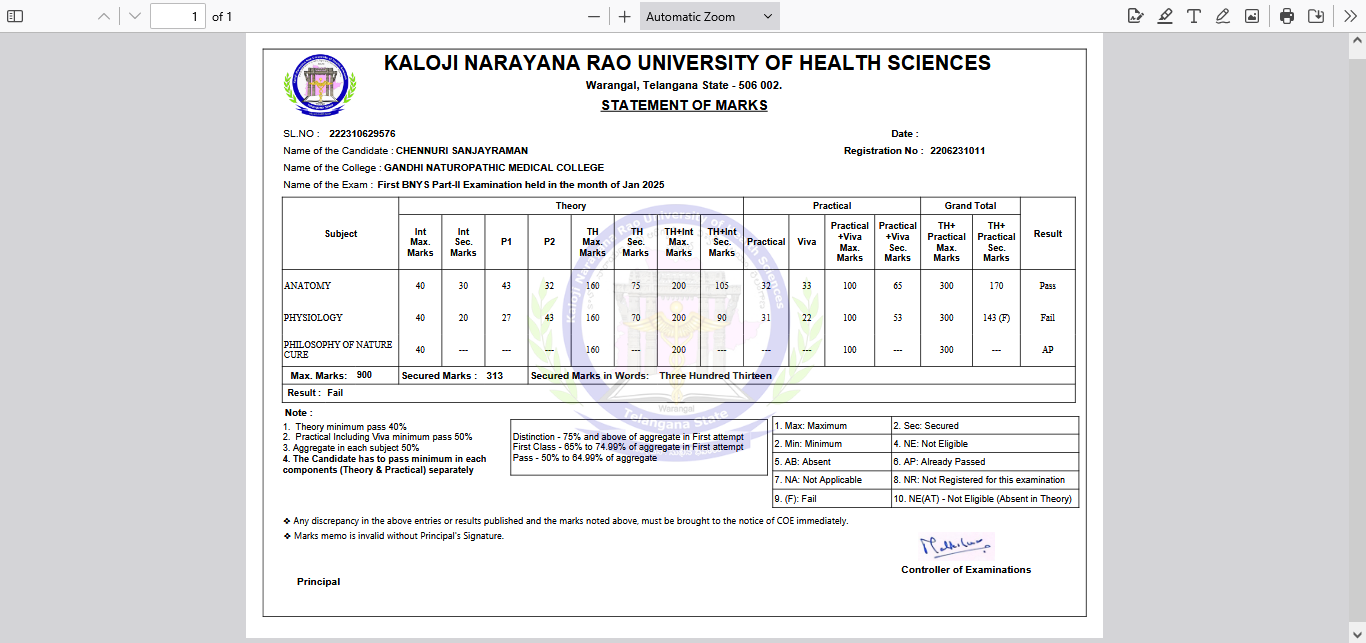 1 of 1 Automatic Zoom
KALOJI NARAYANA RAO UNIVERSITY OF HEALTH SCIENCES
Warangal, Telangana State - 506 002.
STATEMENT OF MARKS
SL.NO : 222310629576 Date :
Name of the Candidate : CHENNURI SANJAYRAMAN Registration No : 2206231011
Name of the College : GANDHI NATUROPATHIC MEDICAL COLLEGE
Name of the Exam : First BNYS Part-II Examination held in the month of Jan 2025
Theory Practical Grand Total
Subject Int Max. Marks Int Sec. Marks P1 P2 TH Max. Marks TH Sec. Marks TH+Int Max. Marks TH+Int Sec. Marks Practical Viva Practical +Viva Max. Marks Practical +Viva Sec. Marks TH+ Practical Max. Marks TH+ Practical Sec. Marks Result
ANATOMY 40 30 43 32 160 75 200 105 32 33 100 65 300 170 Pass
PHYSIOLOGY 40 20 27 43 160 70 200 90 31 22 100 53 300 143 (F) Fail
PHILOSOPHY OF NATURE CURE 40 --- --- --- 160 --- 200 --- --- --- 100 --- 300 --- AP
Max. Marks: 900 Secured Marks : 313 Secured Marks in Words: Three Hundred Thirteen
Result : Fail
Kaloji Narayana Rao University of Health Sciences
Warangal
Telangana State
Note :
1. Theory minimum pass 40%
2. Practical Including Viva minimum pass 50%
3. Aggregate in each subject 50%
4. The Candidate has to pass minimum in each
components (Theory & Practical) separately
Distinction - 75% and above of aggregate in First attempt
First Class - 65% to 74.99% of aggregate in First attempt
Pass - 50% to 64.99% of aggregate
1. Max: Maximum 2. Sec: Secured
2. Min: Minimum 4. NE: Not Eligible
5. AB: Absent 6. AP: Already Passed
7. NA: Not Applicable 8. NR: Not Registered for this examination
9. (F): Fail 10. NE(AT) - Not Eligible (Absent in Theory)
❖ Any discrepancy in the above entries or results published and the marks noted above, must be brought to the notice of COE immediately.
❖ Marks memo is invalid without Principal's Signature.
Controller of Examinations
Principal